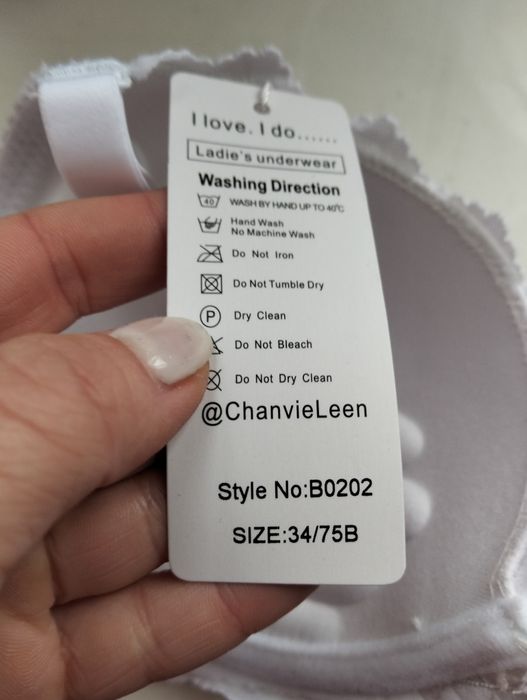 I love. I do......
Ladie's underwear
Washing Direction
40 WASH BY HAND UP TO 40℃
Hand Wash
No Machine Wash
Do Not Iron
Do Not Tumble Dry
P Dry Clean
Do Not Bleach
Do Not Dry Clean
@ChanvieLeen
Style No:B0202
SIZE:34/75B